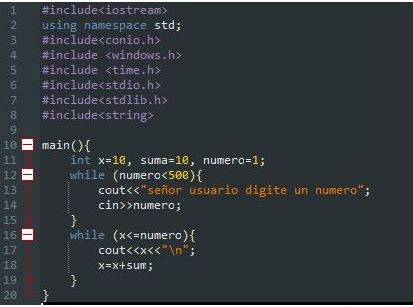 1 #include<iostream>
2 using namespace std;
3 #include<conio.h>
4 #include <windows.h>
5 #include <time.h>
6 #include<stdio.h>
7 #include<stdlib.h>
8 #include<string>
9
10 main(){
11 int x=10, suma=10, numero=1;
12 while (numero<500){
13 cout<<"señor usuario digite un numero";
14 cin>>numero;
15 }
16 while (x<=numero){
17 cout<<x<<"\n";
18 x=x+sum;
19 }
20 }